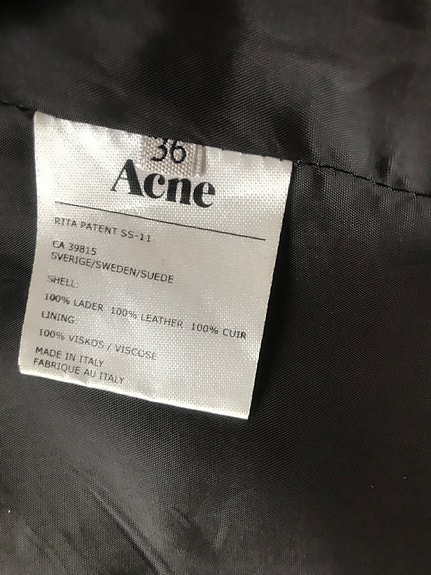 36
Acne
RITA PATENT SS-11
CA 39815
SVERIGE/SWEDEN/SUEDE
SHELL:
100% LADER 100% LEATHER 100% CUIR
LINING:
100% VISKOS / VISCOSE
MADE IN ITALY
FABRIQUE AU ITALY